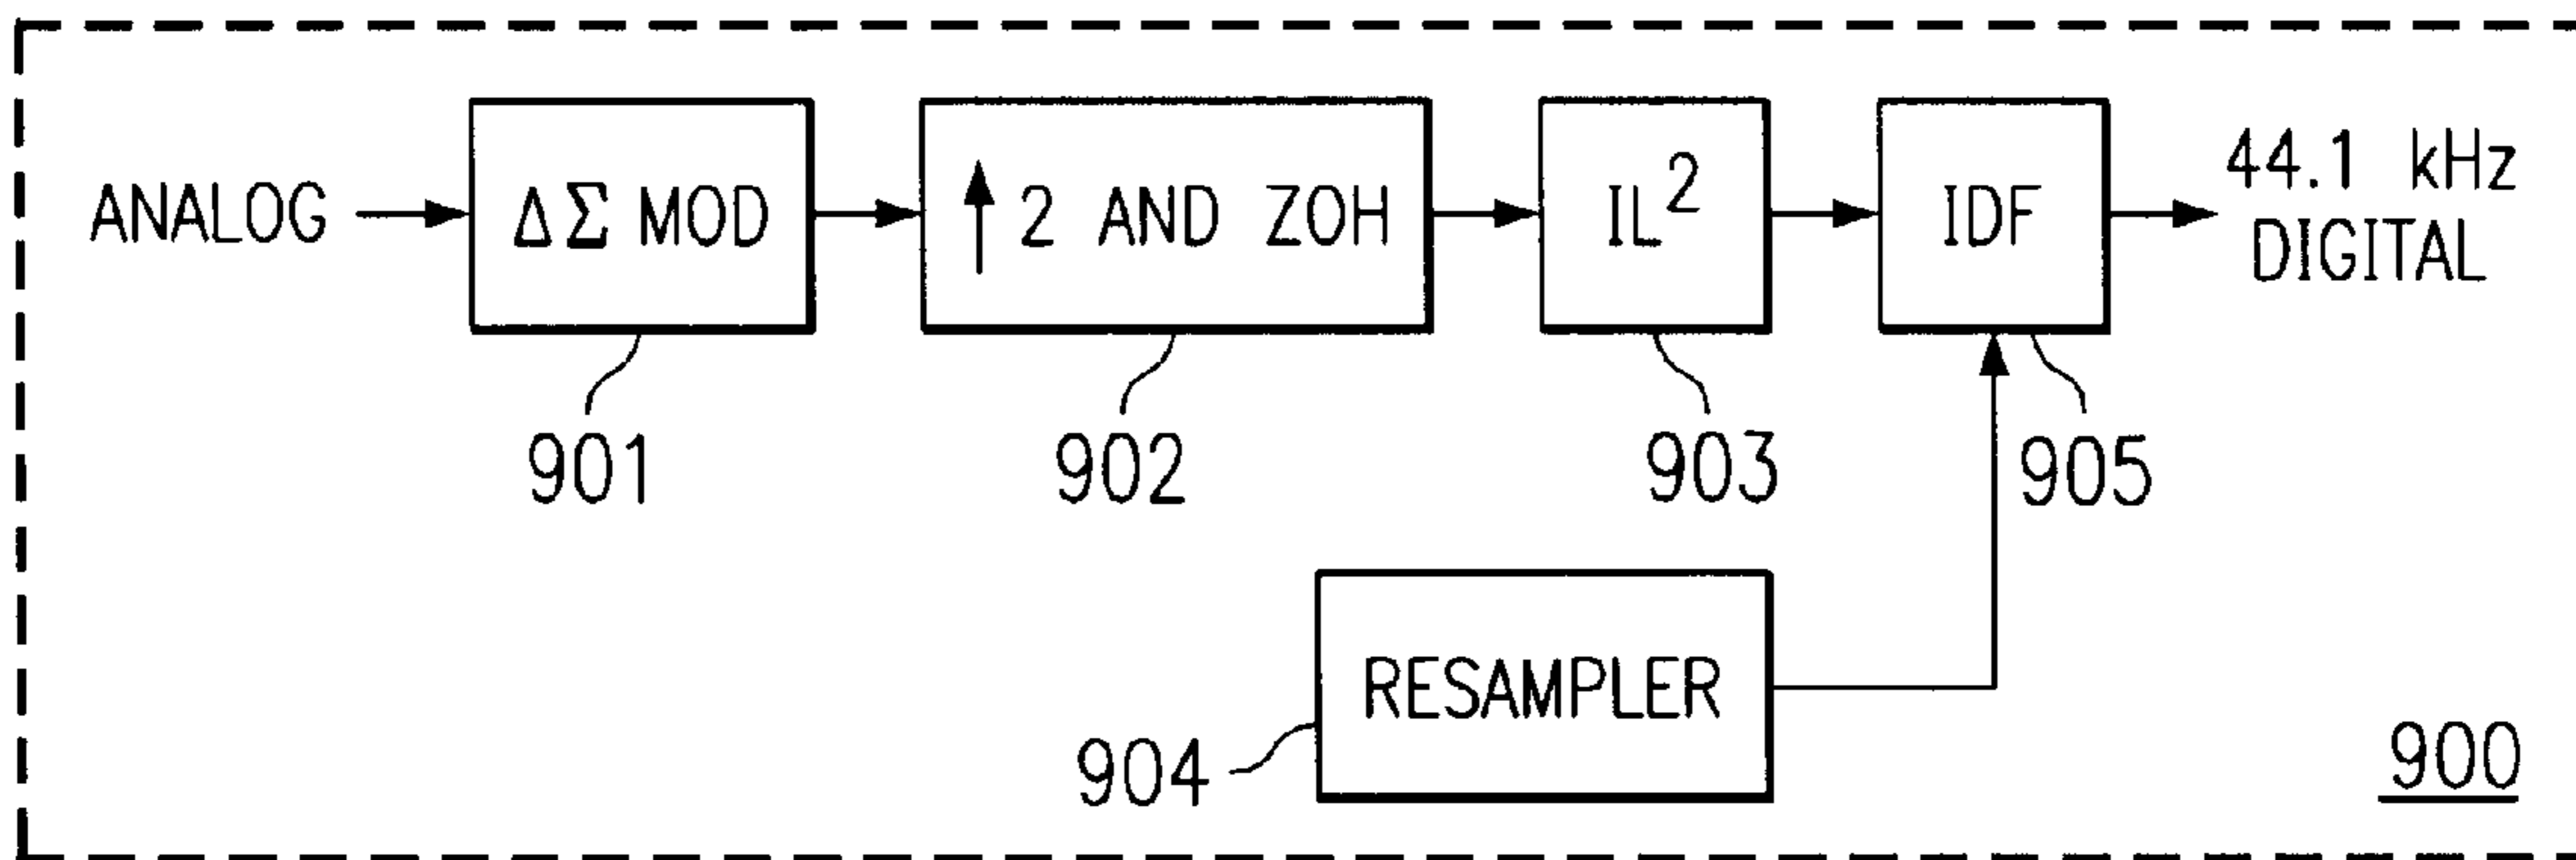 ANALOG
ΔΣ MOD
↑ 2 AND ZOH
IL²
IDF
44.1 kHz
DIGITAL
901
902
903
905
RESAMPLER
904
900